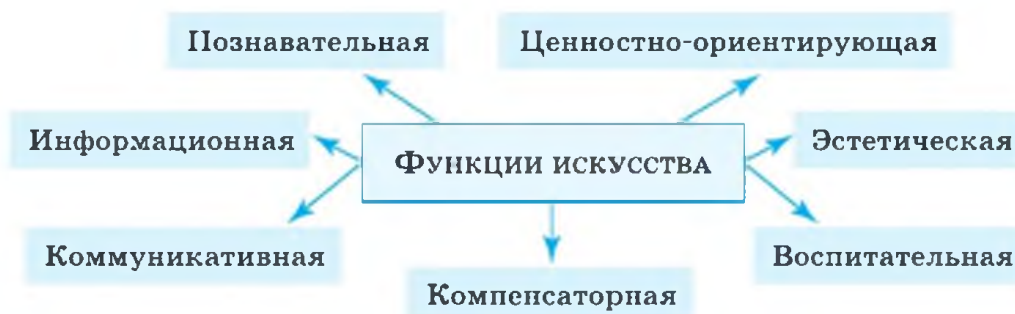 Познавательная
Ценностно-ориентирующая
Информационная
Функции искусства
Эстетическая
Коммуникативная
Воспитательная
Компенсаторная